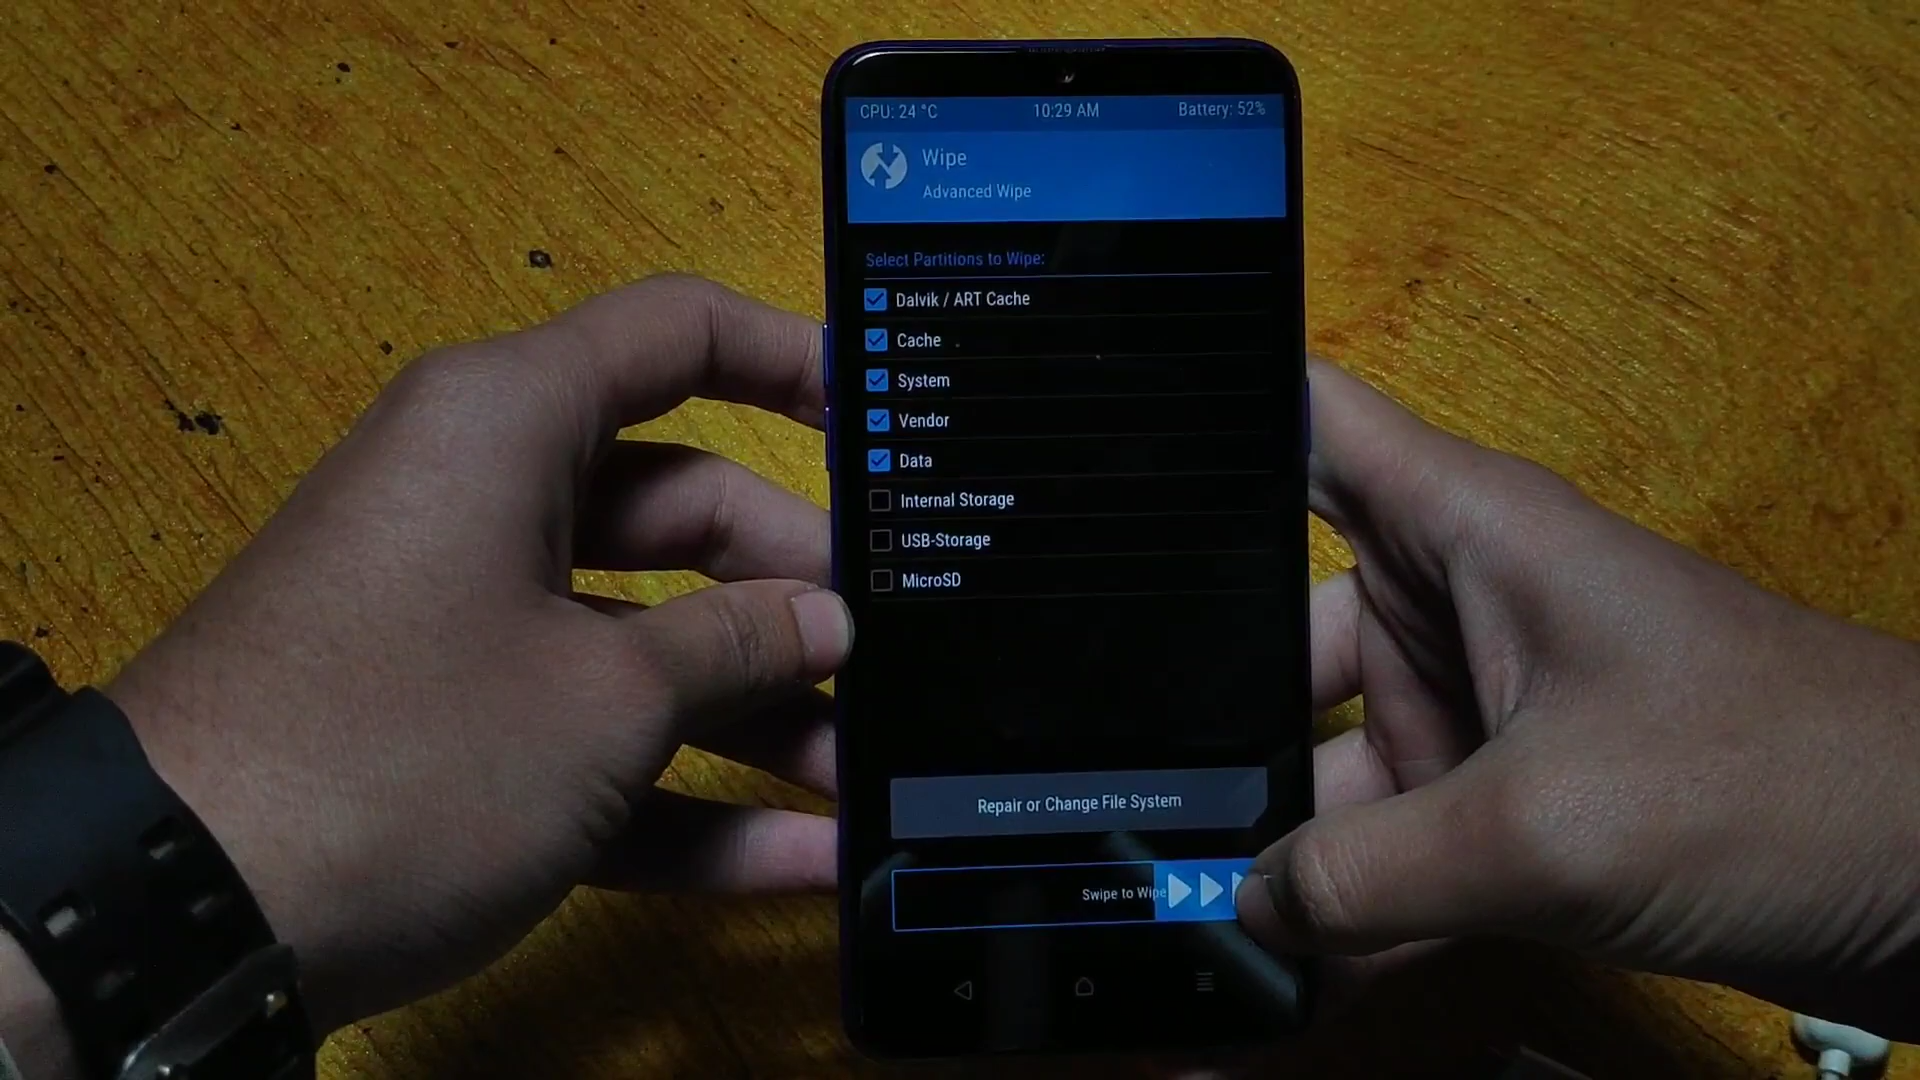 CPU: 24 °C 10:29 AM Battery: 52%
Wipe
Advanced Wipe
Select Partitions to Wipe:
Dalvik / ART Cache
Cache
System
Vendor
Data
Internal Storage
USB-Storage
MicroSD
Repair or Change File System
Swipe to Wipe